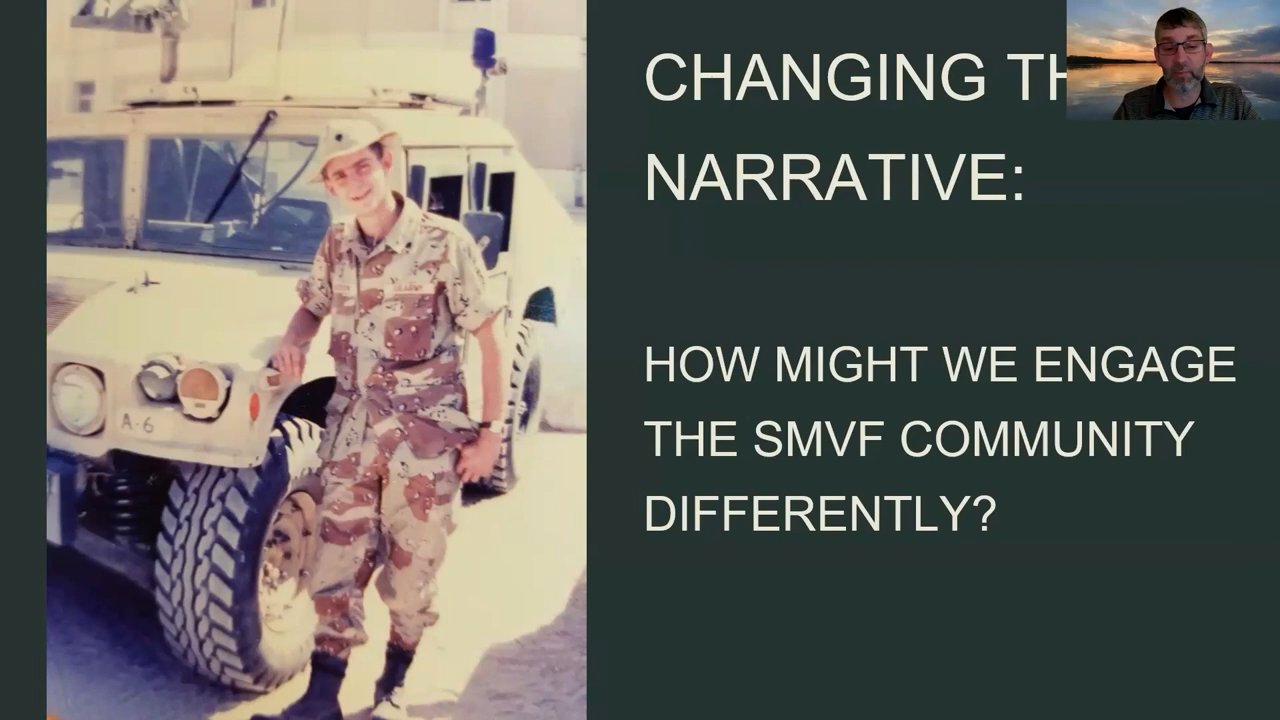 CHANGING TH
NARRATIVE:
HOW MIGHT WE ENGAGE
THE SMVF COMMUNITY
DIFFERENTLY?
A-6